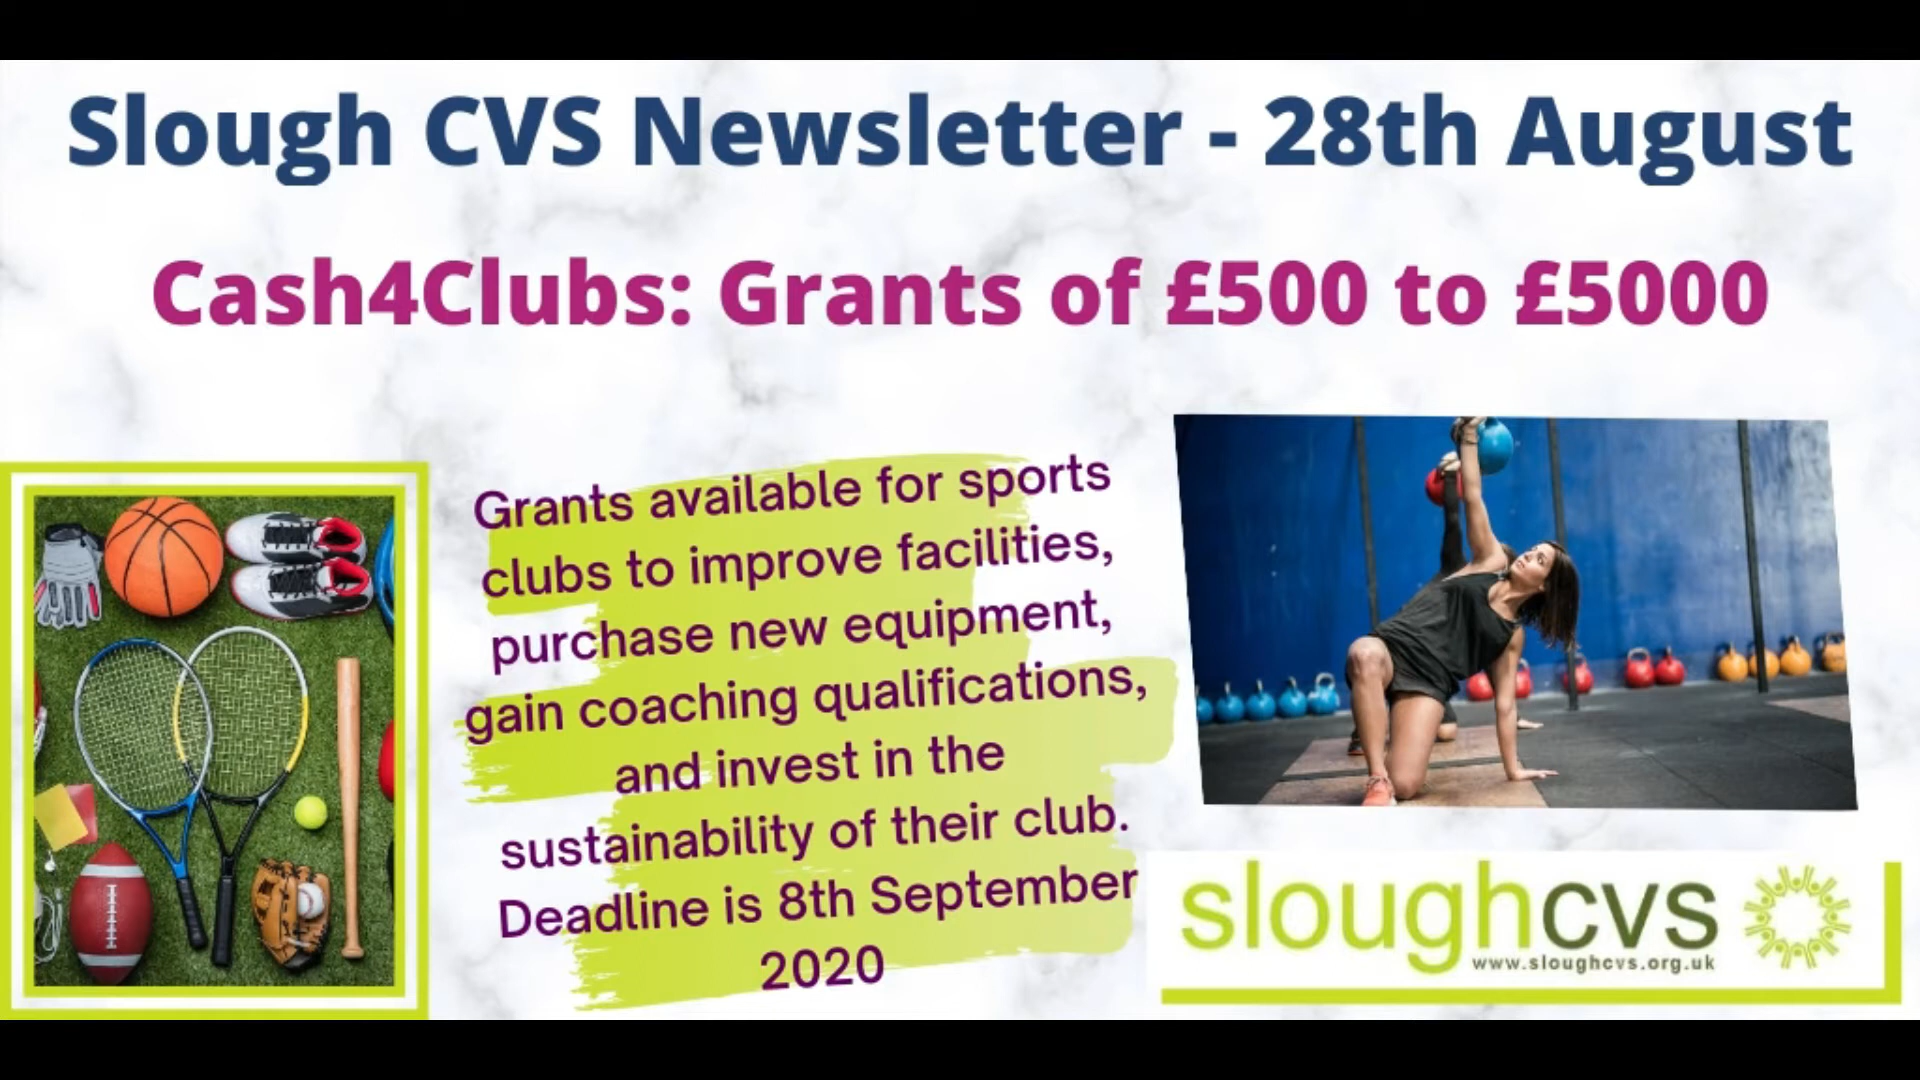 Slough CVS Newsletter - 28th August
Cash4Clubs: Grants of £500 to £5000
Grants available for sports
clubs to improve facilities,
purchase new equipment,
gain coaching qualifications,
and invest in the
sustainability of their club.
Deadline is 8th September
2020
sloughcvs
www.sloughcvs.org.uk